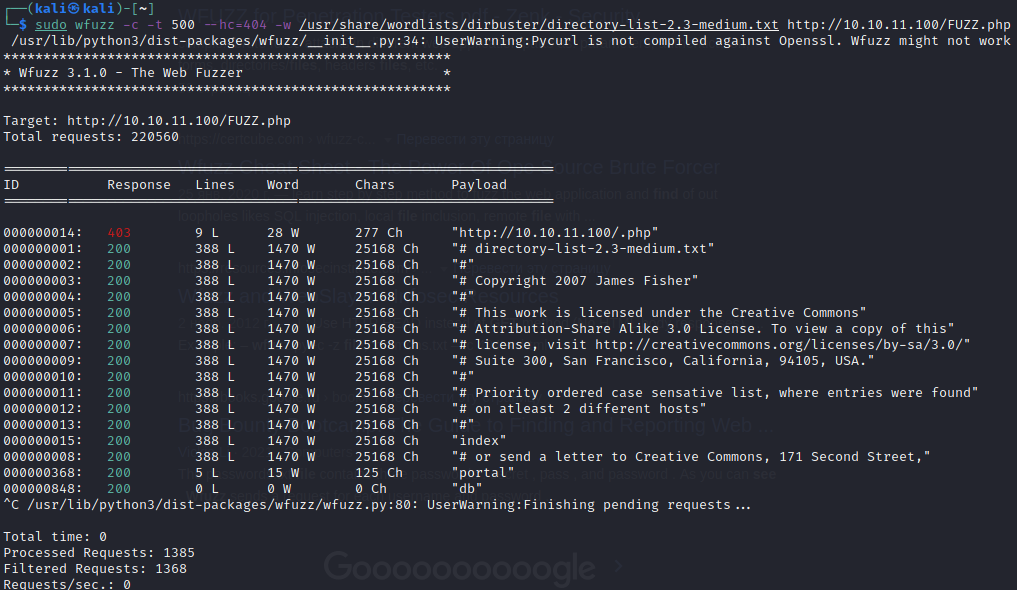 ┌──(kali㉿kali)-[~]
└─$ sudo wfuzz -c -t 500 --hc=404 -w /usr/share/wordlists/dirbuster/directory-list-2.3-medium.txt http://10.10.11.100/FUZZ.php
/usr/lib/python3/dist-packages/wfuzz/__init__.py:34: UserWarning:Pycurl is not compiled against Openssl. Wfuzz might not work
********************************************************
* Wfuzz 3.1.0 - The Web Fuzzer                         *
********************************************************
Target: http://10.10.11.100/FUZZ.php
Total requests: 220560
=====================================================================
ID           Response   Lines    Word       Chars       Payload
=====================================================================
000000014:   403        9 L      28 W       277 Ch      "http://10.10.11.100/.php"
000000001:   200        388 L    1470 W     25168 Ch    "# directory-list-2.3-medium.txt"
000000002:   200        388 L    1470 W     25168 Ch    "#"
000000003:   200        388 L    1470 W     25168 Ch    "# Copyright 2007 James Fisher"
000000004:   200        388 L    1470 W     25168 Ch    "#"
000000005:   200        388 L    1470 W     25168 Ch    "# This work is licensed under the Creative Commons"
000000006:   200        388 L    1470 W     25168 Ch    "# Attribution-Share Alike 3.0 License. To view a copy of this"
000000007:   200        388 L    1470 W     25168 Ch    "# license, visit http://creativecommons.org/licenses/by-sa/3.0/"
000000009:   200        388 L    1470 W     25168 Ch    "# Suite 300, San Francisco, California, 94105, USA."
000000010:   200        388 L    1470 W     25168 Ch    "#"
000000011:   200        388 L    1470 W     25168 Ch    "# Priority ordered case sensative list, where entries were found"
000000012:   200        388 L    1470 W     25168 Ch    "# on atleast 2 different hosts"
000000013:   200        388 L    1470 W     25168 Ch    "#"
000000015:   200        388 L    1470 W     25168 Ch    "index"
000000008:   200        388 L    1470 W     25168 Ch    "# or send a letter to Creative Commons, 171 Second Street,"
000000368:   200        5 L      15 W       125 Ch      "portal"
000000848:   200        0 L      0 W        0 Ch        "db"
^C /usr/lib/python3/dist-packages/wfuzz/wfuzz.py:80: UserWarning:Finishing pending requests...
Total time: 0
Processed Requests: 1385
Filtered Requests: 1368
Requests/sec.: 0
Goooooooooogle